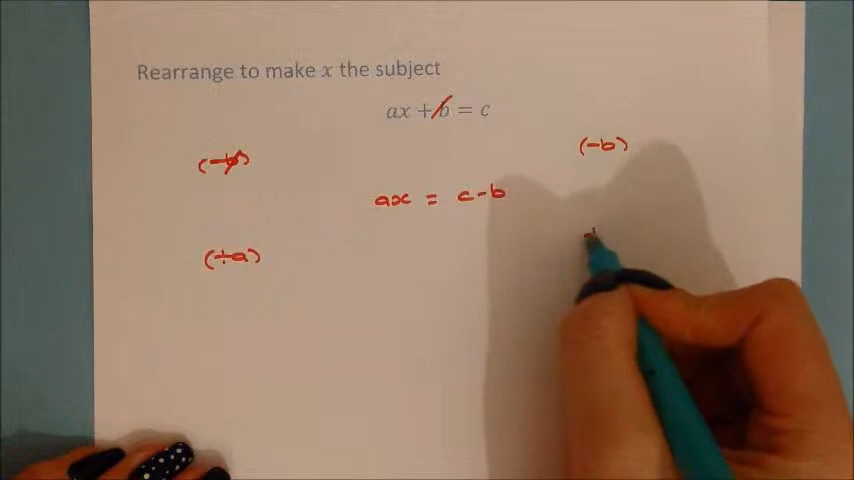 Rearrange to make x the subject
ax + b = c
(-b) (-b)
ax = c-b
(÷a)